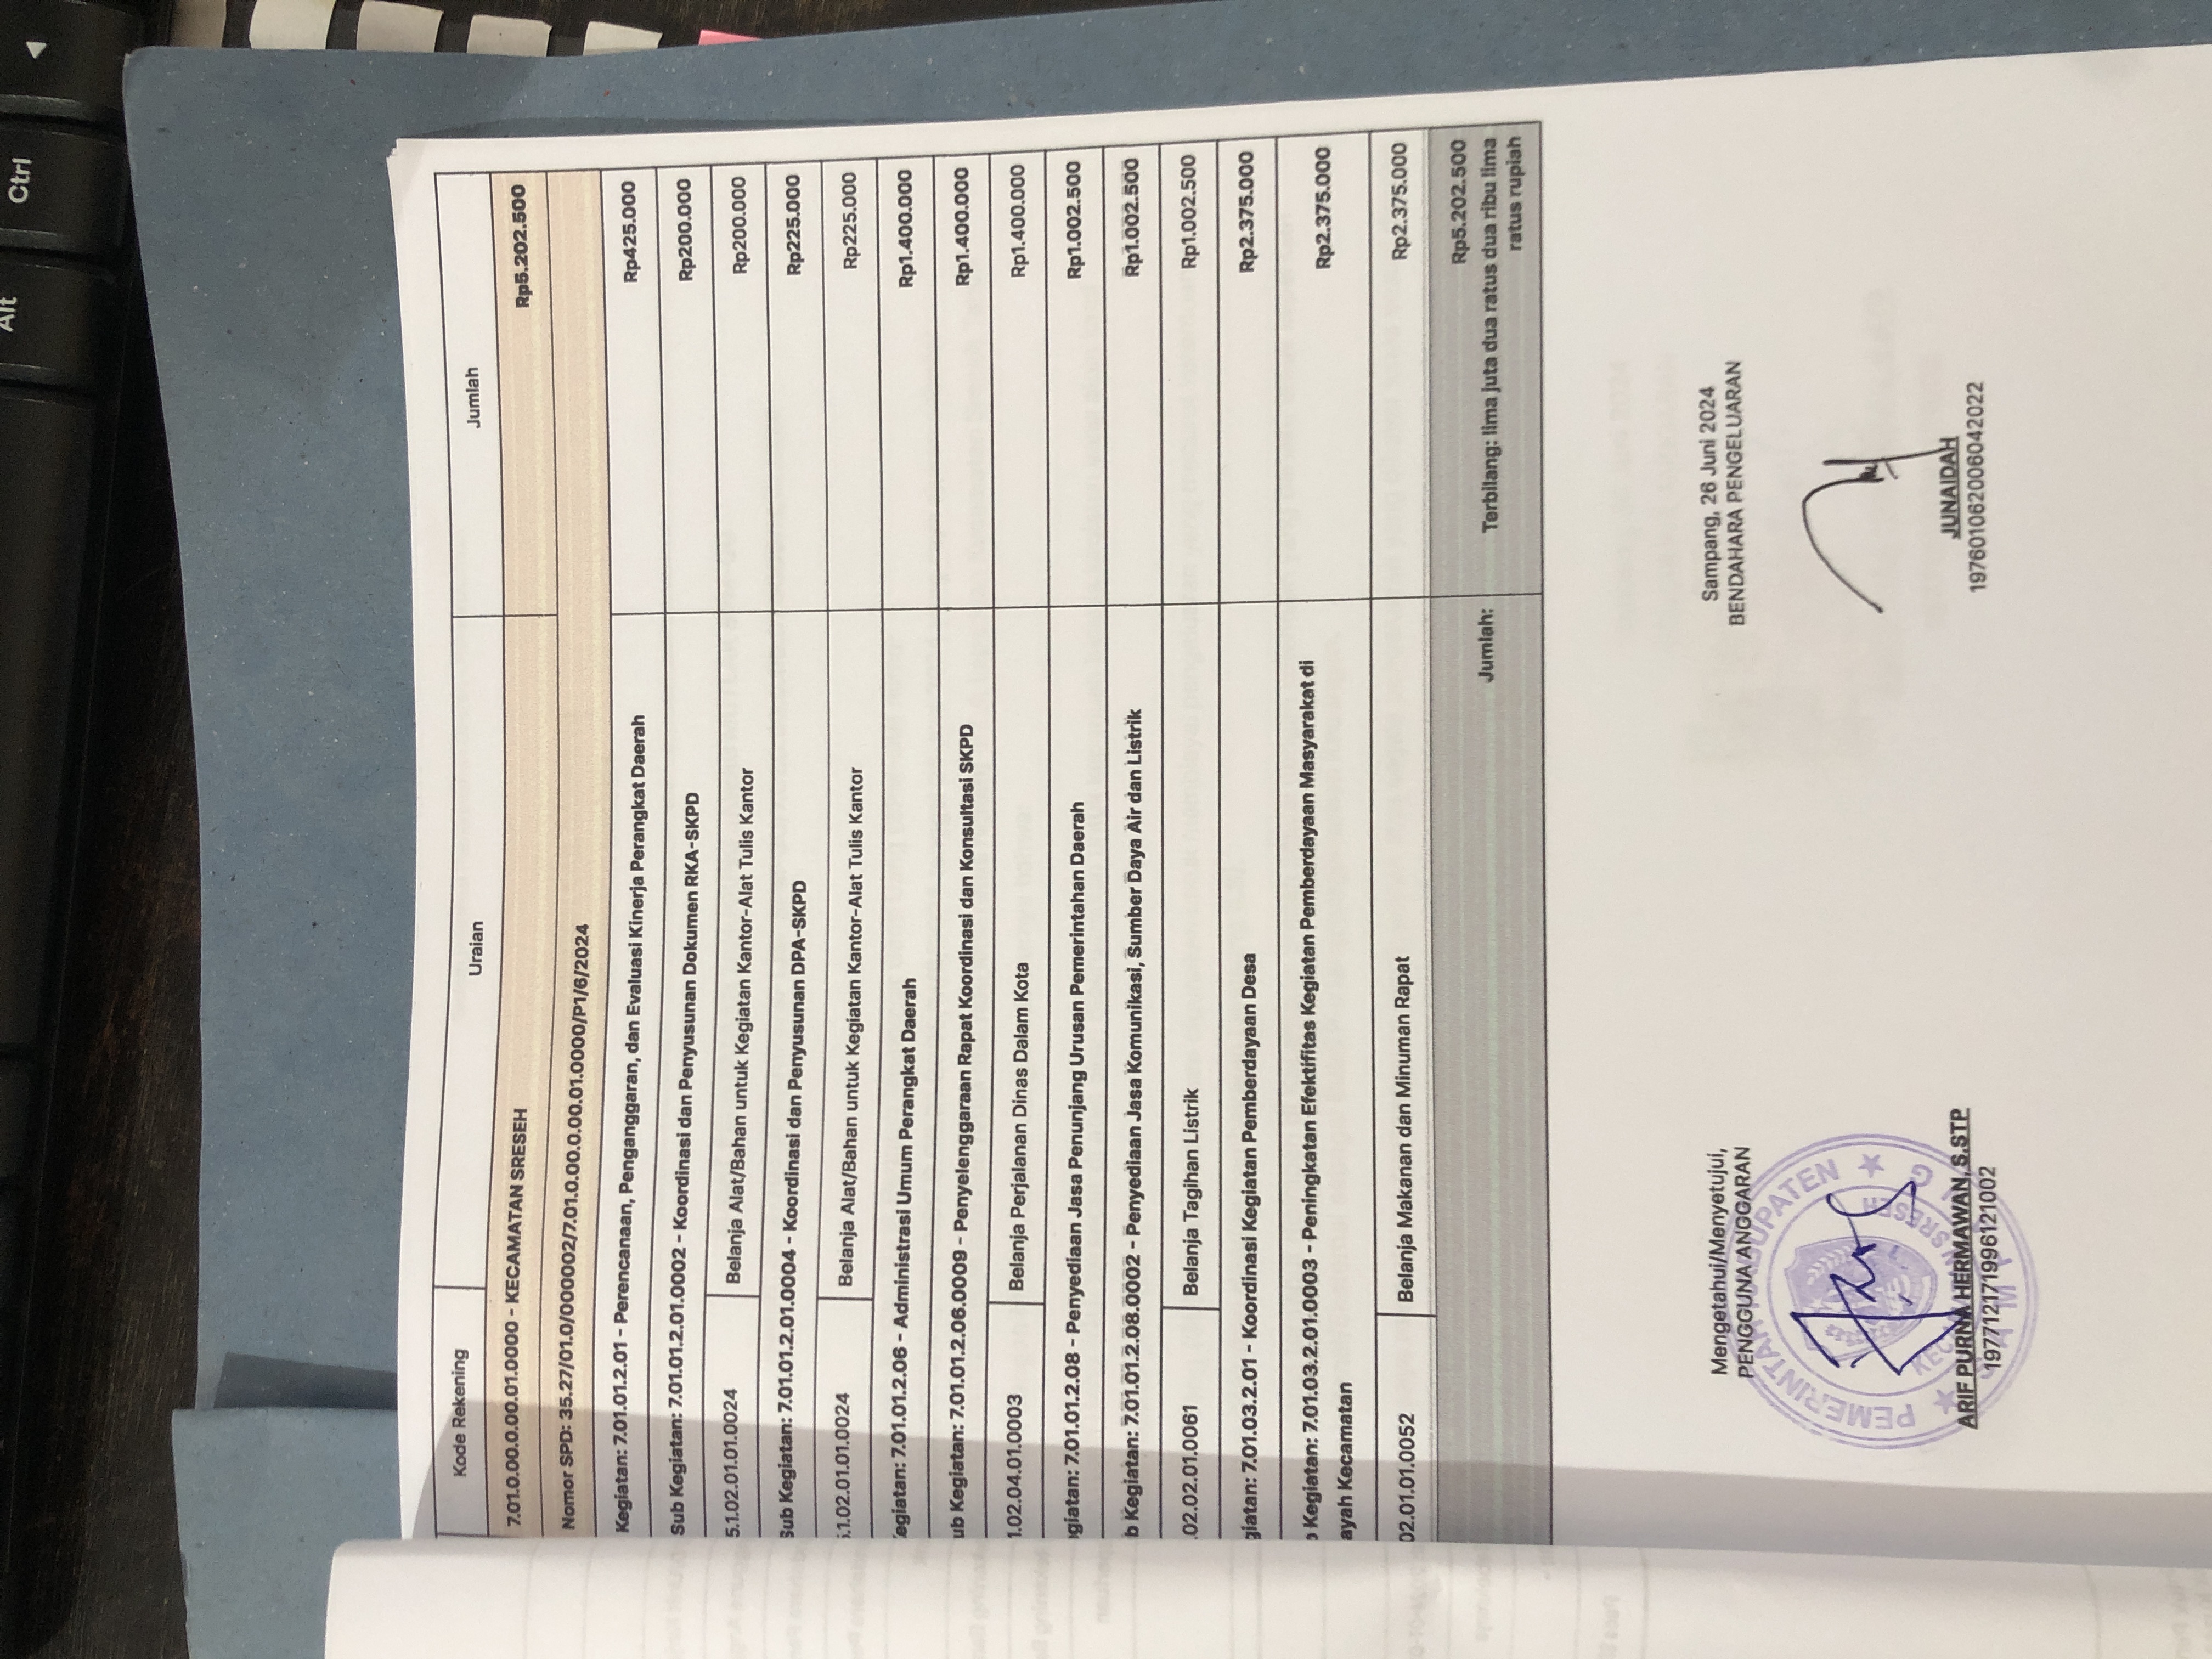 Alt
Ctrl
Kode Rekening
Uraian
Jumlah
7.01.0.00.0.00.01.0000 - KECAMATAN SRESEH
Rp5.202.500
Nomor SPD: 35.27/01.0/000002/7.01.0.00.0.00.01.0000/P1/6/2024
Kegiatan: 7.01.01.2.01 - Perencanaan, Penganggaran, dan Evaluasi Kinerja Perangkat Daerah
Rp425.000
Sub Kegiatan: 7.01.01.2.01.0002 - Koordinasi dan Penyusunan Dokumen RKA-SKPD
Rp200.000
5.1.02.01.01.0024
Belanja Alat/Bahan untuk Kegiatan Kantor-Alat Tulis Kantor
Rp200.000
Sub Kegiatan: 7.01.01.2.01.0004 - Koordinasi dan Penyusunan DPA-SKPD
Rp225.000
.1.02.01.01.0024
Belanja Alat/Bahan untuk Kegiatan Kantor-Alat Tulis Kantor
Rp225.000
egiatan: 7.01.01.2.06 - Administrasi Umum Perangkat Daerah
Rp1.400.000
ub Kegiatan: 7.01.01.2.06.0009 - Penyelenggaraan Rapat Koordinasi dan Konsultasi SKPD
Rp1.400.000
1.02.04.01.0003
Belanja Perjalanan Dinas Dalam Kota
Rp1.400.000
giatan: 7.01.01.2.08 - Penyediaan Jasa Penunjang Urusan Pemerintahan Daerah
Rp1.002.500
b Kegiatan: 7.01.01.2.08.0002 - Penyediaan Jasa Komunikasi, Sumber Daya Air dan Listrik
Rp1.002.500
.02.02.01.0061
Belanja Tagihan Listrik
Rp1.002.500
giatan: 7.01.03.2.01 - Koordinasi Kegiatan Pemberdayaan Desa
Rp2.375.000
Kegiatan: 7.01.03.2.01.0003 - Peningkatan Efektifitas Kegiatan Pemberdayaan Masyarakat di
ayah Kecamatan
Rp2.375.000
02.01.01.0052
Belanja Makanan dan Minuman Rapat
Rp2.375.000
Jumlah:
Rp5.202.500
Terbilang: lima juta dua ratus dua ribu lima
ratus rupiah
Mengetahui/Menyetujui,
PENGGUNA ANGGARAN
PEMERINTAH KABUPATEN
KECAMATAN SRESEH
SAMPANG
ARIF PURNA HERMAWAN, S.STP
197712171996121002
Sampang, 26 Juni 2024
BENDAHARA PENGELUARAN
JUNAIDAH
197601062006042022